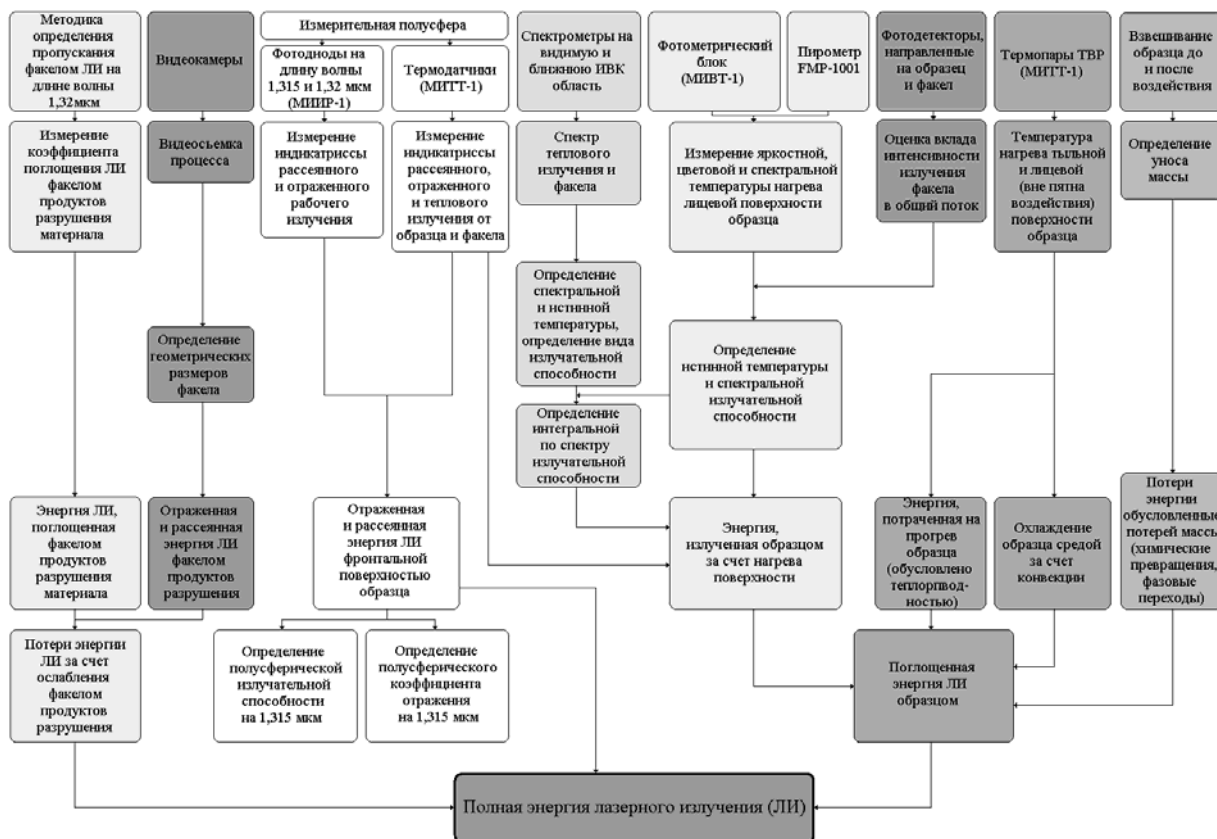 Методика
определения
пропускания
факелом ЛИ на
длине волны
1,32мкм
Видеокамеры
Измерительная полусфера
Фотодиоды на
длину волны
1,315 и 1,32 мкм
(МИИР-1)
Термодатчики
(МИТТ-1)
Спектрометры на
видимую и
ближнюю ИВК
область
Фотометрический
блок
(МИВТ-1)
Пирометр
FMP-1001
Фотодетекторы,
направленные
на образец
и факел
Термопары ТВР
(МИТТ-1)
Взвешивание
образца до
и после
воздействия
Измерение
коэффициента
поглощения ЛИ
факелом
продуктов
разрушения
материала
Видеосъемка
процесса
Измерение
индикатриссы
рассеянного
и отраженного
рабочего
излучения
Измерение
индикатриссы
рассеянного,
отраженного
и теплового
излучения от
образца и факела
Спектр
теплового
излучения и
факела
Измерение яркостной,
цветовой и спектральной
температуры нагрева
лицевой поверхности
образца
Оценка вклада
интенсивности
излучения
факела
в общий поток
Температура
нагрева тыльной
и лицевой
(вне пятна
воздействия)
поверхности
образца
Определение
уноса
массы
Определение
спектральной
и истинной
температуры,
определение вида
излучательной
способности
Определение
геометрических
размеров
факела
Определение
истинной температуры
и спектральной
излучательной
способности
Определение
интегральной
по спектру
излучательной
способности
Энергия ЛИ,
поглощенная
факелом
продуктов
разрушения
материала
Отраженная
и рассеянная
энергия ЛИ
факелом
продуктов
разрушения
Отраженная
и рассеянная
энергия ЛИ
фронтальной
поверхностью
образца
Энергия,
излученная образцом
за счет нагрева
поверхности
Энергия,
потраченная на
прогрев
образца
(обусловлено
теплорпвод-
ностью)
Охлаждение
образца средой
за счет
конвекции
Потери
энергии
обусловленные
потерей массы
(химические
превращения,
фазовые
переходы)
Потери энергии
ЛИ за счет
ослабления
факелом
продуктов
разрушения
Определение
полусферической
излучательной
способности
на 1,315 мкм
Определение
полусферического
коэффициента
отражения
на 1,315 мкм
Поглощенная
энергия ЛИ
образцом
Полная энергия лазерного излучения (ЛИ)